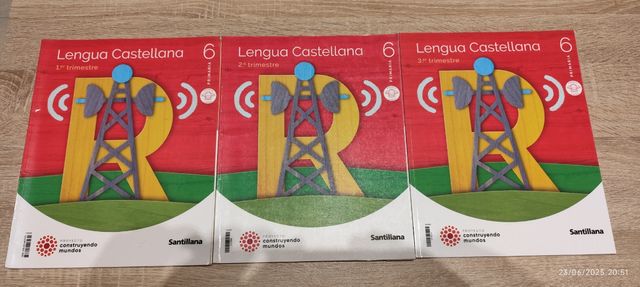 Lengua Castellana 6
1.er trimestre
PRIMARIA
R
PROYECTO
construyendo
mundos
Santillana
Lengua Castellana 6
2.º trimestre
PRIMARIA
R
PROYECTO
construyendo
mundos
Santillana
Lengua Castellana 6
3.er trimestre
PRIMARIA
R
PROYECTO
construyendo
mundos
Santillana
23/06/2025 20:51